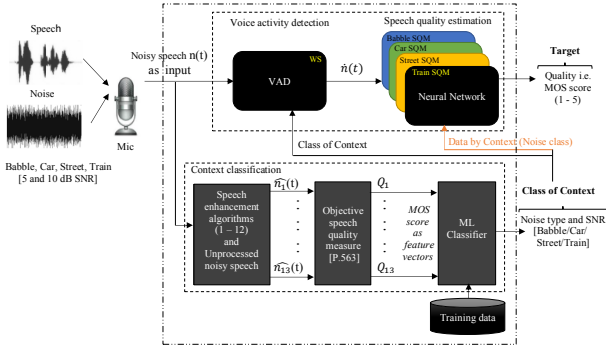 Voice activity detection
Speech quality estimation
Speech
Noisy speech n(t)
as input
WS
VAD
ṅ(t)
Babble SQM
Car SQM
Street SQM
Train SQM
Neural Network
Target
Quality i.e.
MOS score
(1 - 5)
Noise
Mic
Babble, Car, Street, Train
[5 and 10 dB SNR]
Class of Context
Data by Context (Noise class)
Context classification
Speech
enhancement
algorithms
(1 – 12)
and
Unprocessed
noisy speech
n̂₁(t)
n̂₁₃(t)
Objective
speech
quality
measure
[P.563]
Q₁
MOS
score
as
feature
vectors
Q₁₃
ML
Classifier
Class of Context
Noise type and SNR
[Babble/Car/
Street/Train]
Training data